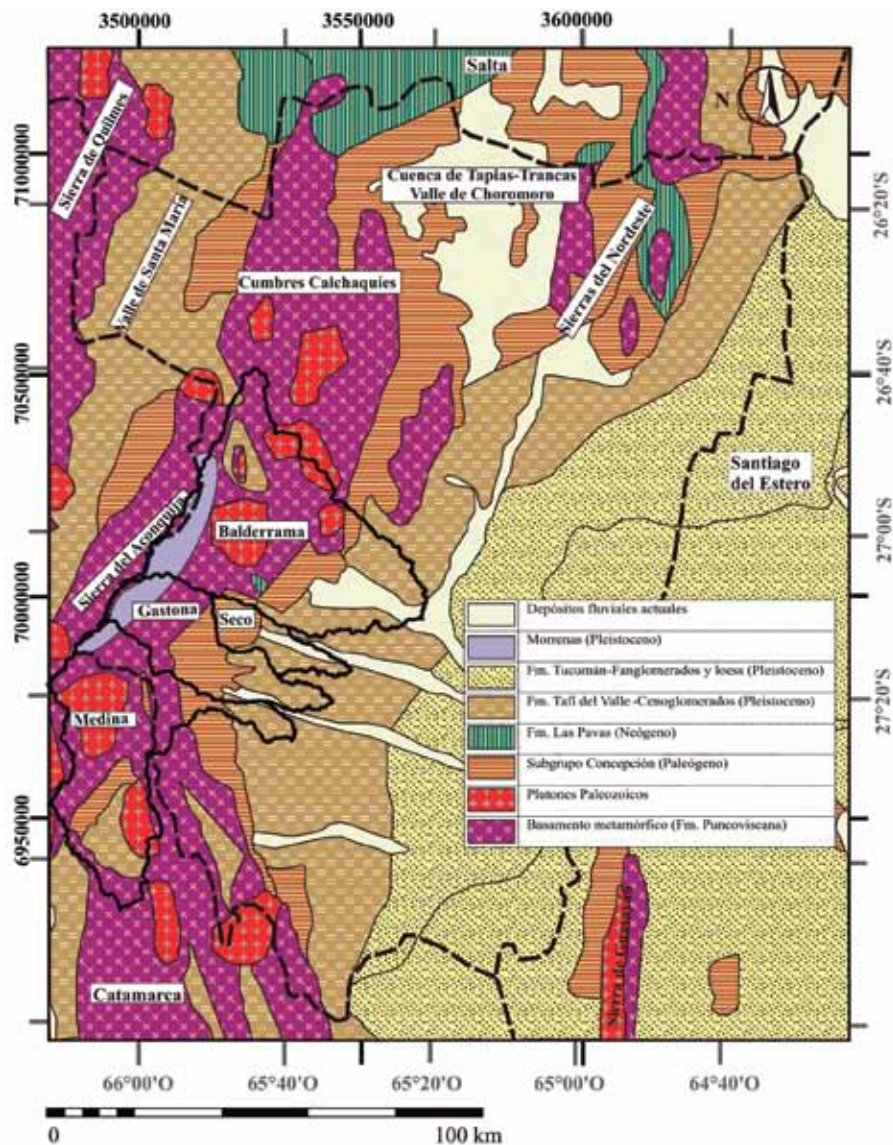 3500000
3550000
3600000
Salta
N
Sierra de Quilmes
7100000
Cuenca de Tapias-Trancas
Valle de Choromoro
26°20'S
Valle de Santa María
Sierras del Nordeste
Cumbres Calchaquíes
7050000
26°40'S
Santiago
del Estero
Sierra del Aconquija
Balderrama
27°00'S
7000000
Gastona
Seco
Depósitos fluviales actuales
Morrenas (Pleistoceno)
Fm. Tucumán-Fanglomerados y loess (Pleistoceno)
Fm. Tafí del Valle -Cenoglomerados (Pleistoceno)
Fm. Las Pavas (Neógeno)
Subgrupo Concepción (Paleógeno)
Plutones Paleozoicos
Basamento metamórfico (Fm. Puncoviscana)
27°20'S
Medina
6950000
Catamarca
66°00'O
65°40'O
65°20'O
65°00'O
64°40'O
0
100 km